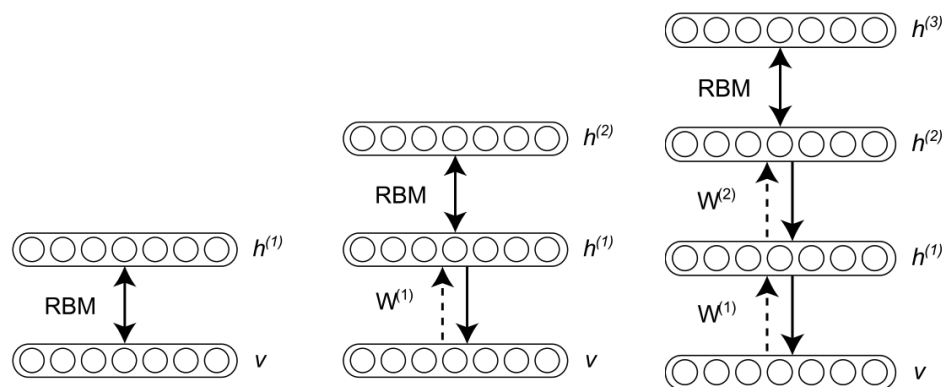 h(1)
RBM
v
h(2)
RBM
h(1)
W(1)
v
h(3)
RBM
h(2)
W(2)
h(1)
W(1)
v